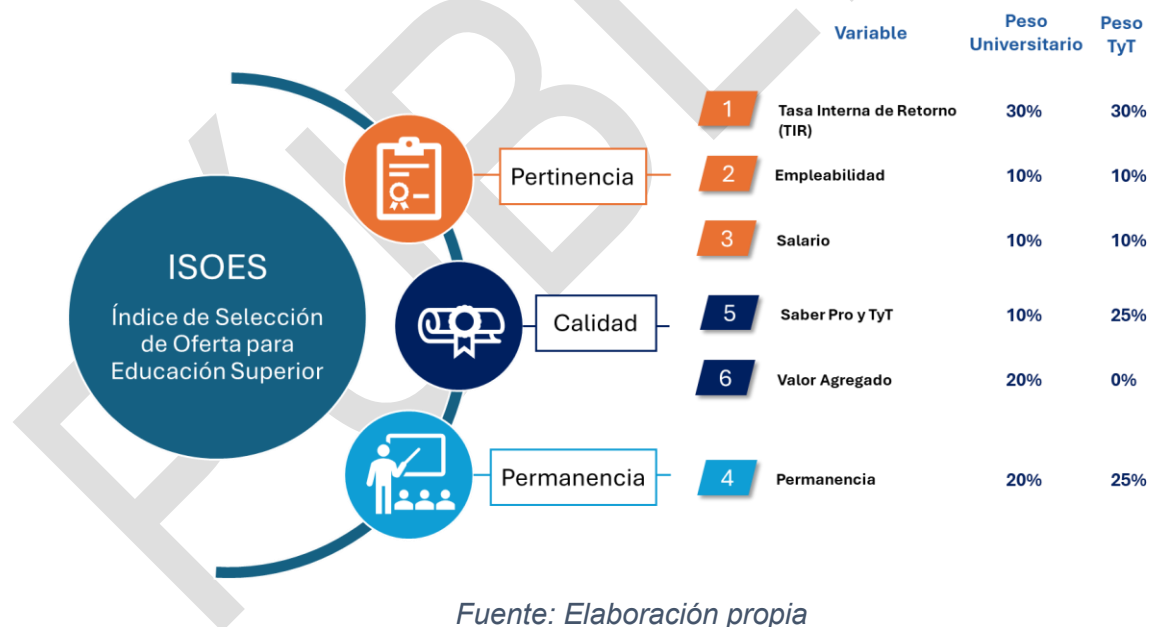 Variable
Peso
Universitario
Peso
TyT
ISOES
Índice de Selección
de Oferta para
Educación Superior
Pertinencia
1
Tasa Interna de Retorno
(TIR)
30%
30%
2
Empleabilidad
10%
10%
3
Salario
10%
10%
Calidad
5
Saber Pro y TyT
10%
25%
6
Valor Agregado
20%
0%
Permanencia
4
Permanencia
20%
25%
Fuente: Elaboración propia